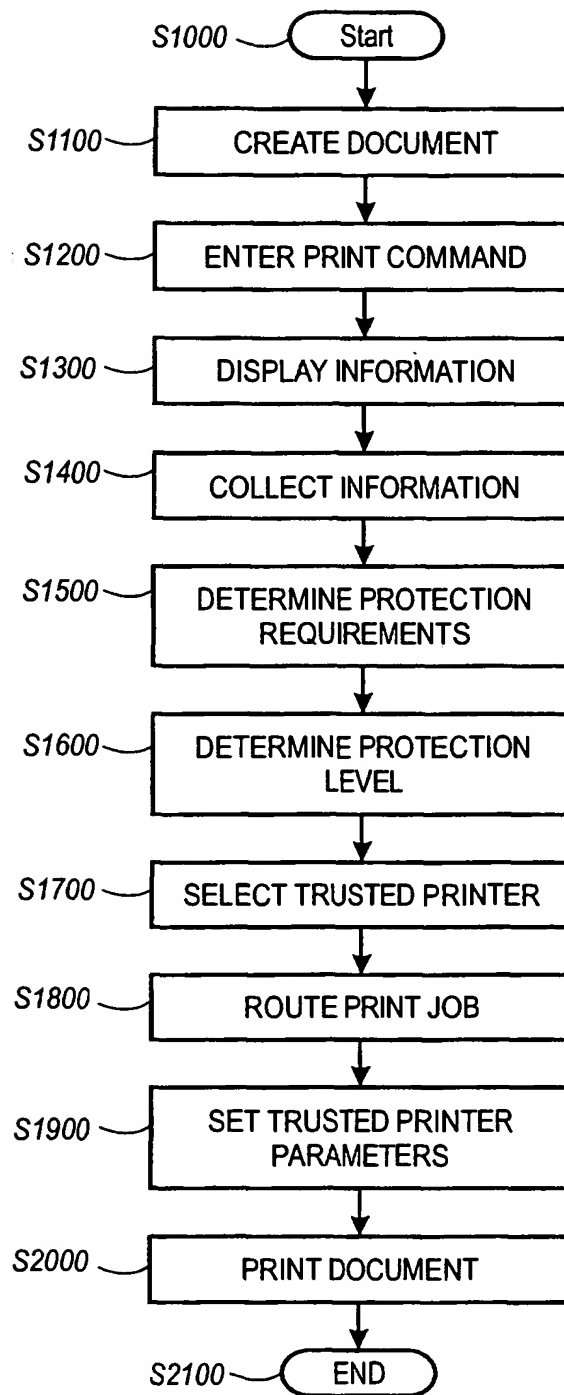 S1000 Start
S1100 CREATE DOCUMENT
S1200 ENTER PRINT COMMAND
S1300 DISPLAY INFORMATION
S1400 COLLECT INFORMATION
S1500 DETERMINE PROTECTION
REQUIREMENTS
S1600 DETERMINE PROTECTION
LEVEL
S1700 SELECT TRUSTED PRINTER
S1800 ROUTE PRINT JOB
S1900 SET TRUSTED PRINTER
PARAMETERS
S2000 PRINT DOCUMENT
S2100 END